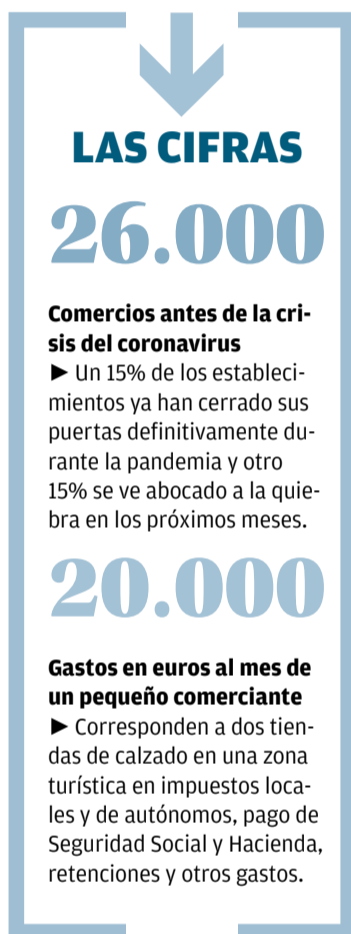 LAS CIFRAS
26.000
Comercios antes de la cri-
sis del coronavirus
► Un 15% de los estableci-
mientos ya han cerrado sus
puertas definitivamente du-
rante la pandemia y otro
15% se ve abocado a la quie-
bra en los próximos meses.
20.000
Gastos en euros al mes de
un pequeño comerciante
► Corresponden a dos tien-
das de calzado en una zona
turística en impuestos loca-
les y de autónomos, pago de
Seguridad Social y Hacienda,
retenciones y otros gastos.